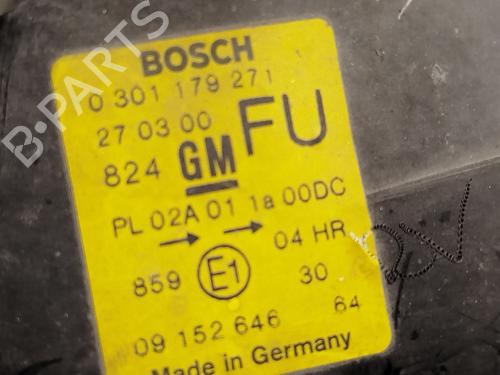 BOSCH
0 301 179 271
27 03 00
FU
824 GM
PL 02A 01 1a 00DC
04 HR
859 E1
30
09 152 646 64
Made in Germany
B-PARTS